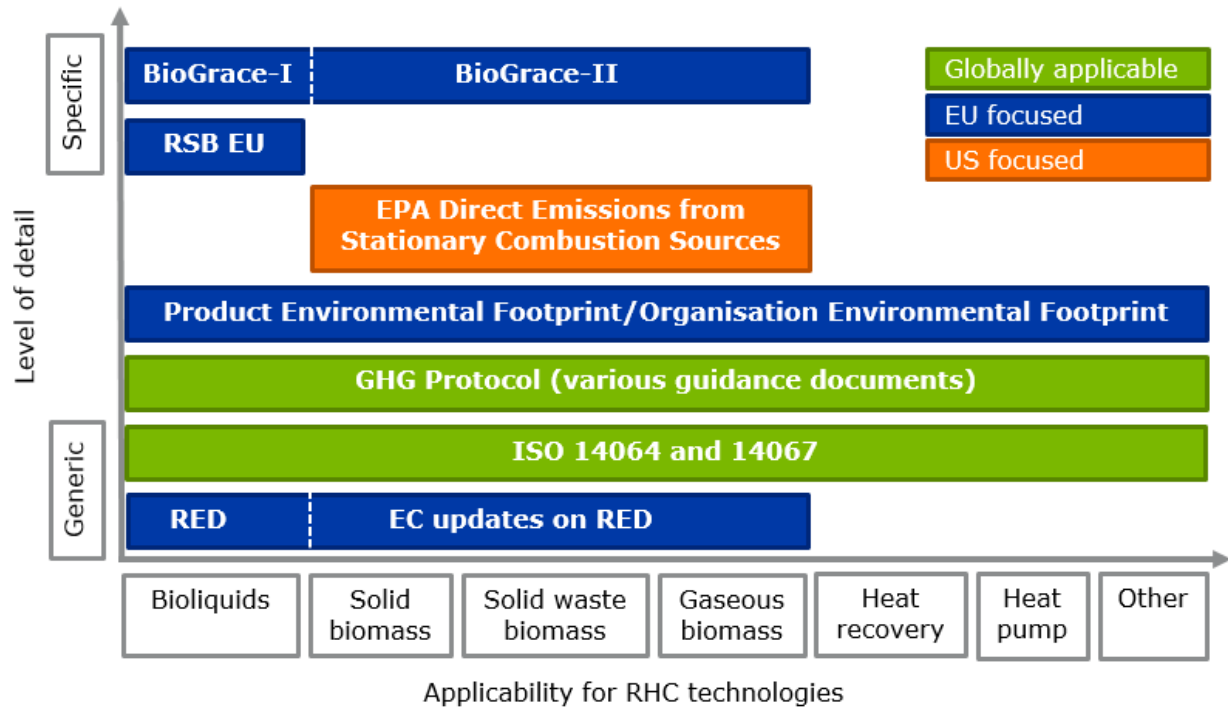 Specific
BioGrace-I
BioGrace-II
Globally applicable
EU focused
US focused
RSB EU
EPA Direct Emissions from
Stationary Combustion Sources
Level of detail
Product Environmental Footprint/Organisation Environmental Footprint
GHG Protocol (various guidance documents)
ISO 14064 and 14067
Generic
RED
EC updates on RED
Bioliquids
Solid
biomass
Solid waste
biomass
Gaseous
biomass
Heat
recovery
Heat
pump
Other
Applicability for RHC technologies